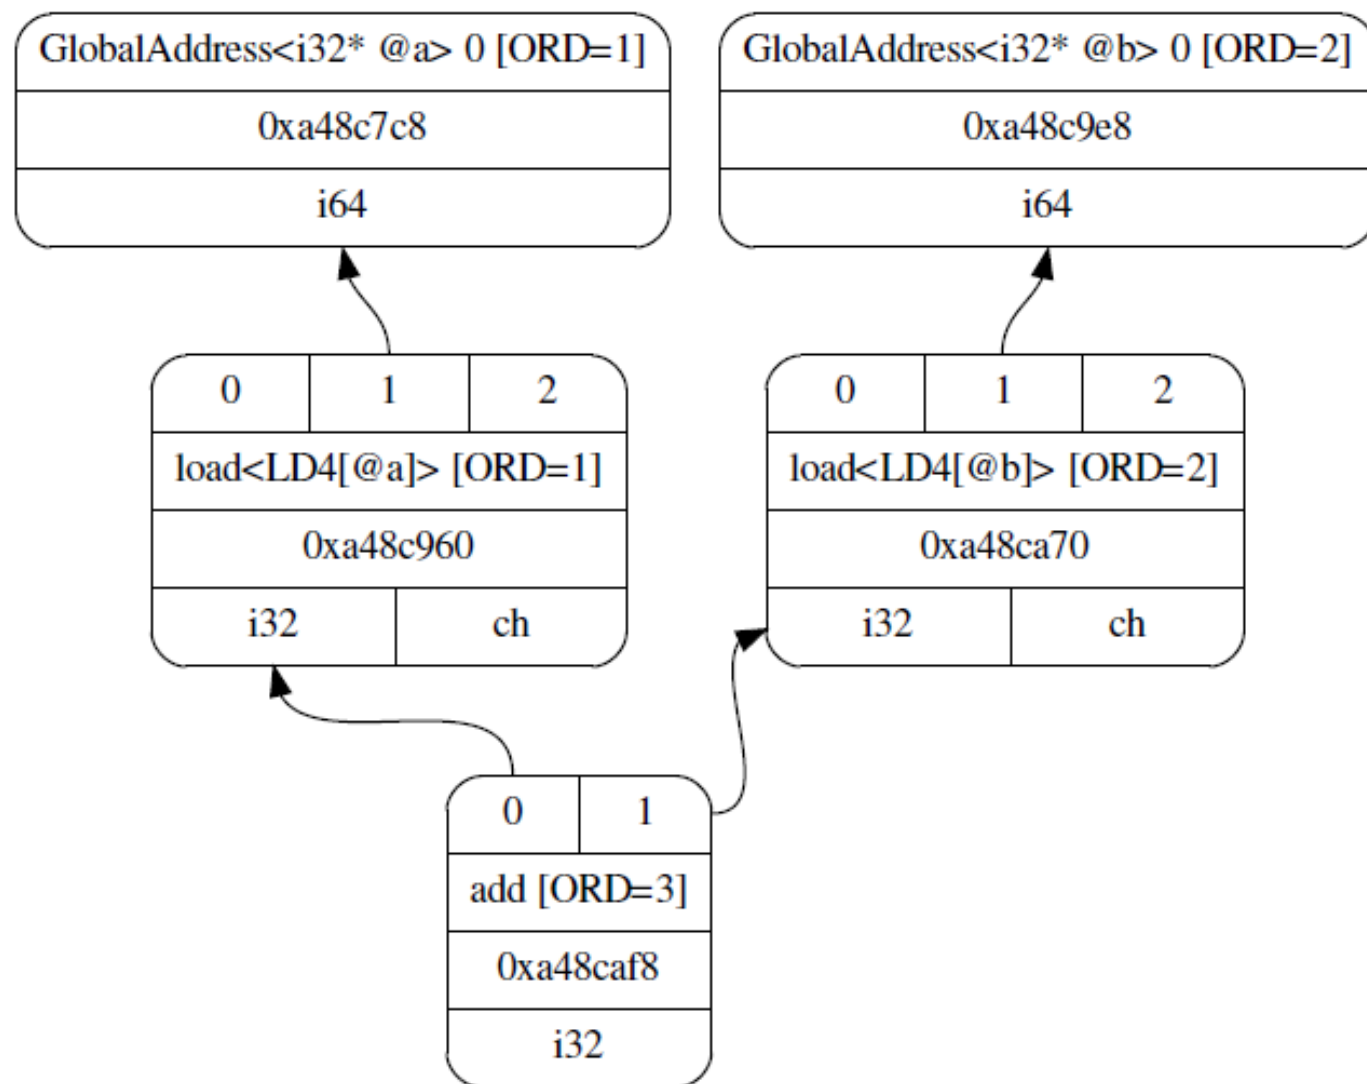 GlobalAddress<i32* @a> 0 [ORD=1]
0xa48c7c8
i64
GlobalAddress<i32* @b> 0 [ORD=2]
0xa48c9e8
i64
0 1 2
load<LD4[@a]> [ORD=1]
0xa48c960
i32 ch
0 1 2
load<LD4[@b]> [ORD=2]
0xa48ca70
i32 ch
0 1
add [ORD=3]
0xa48caf8
i32